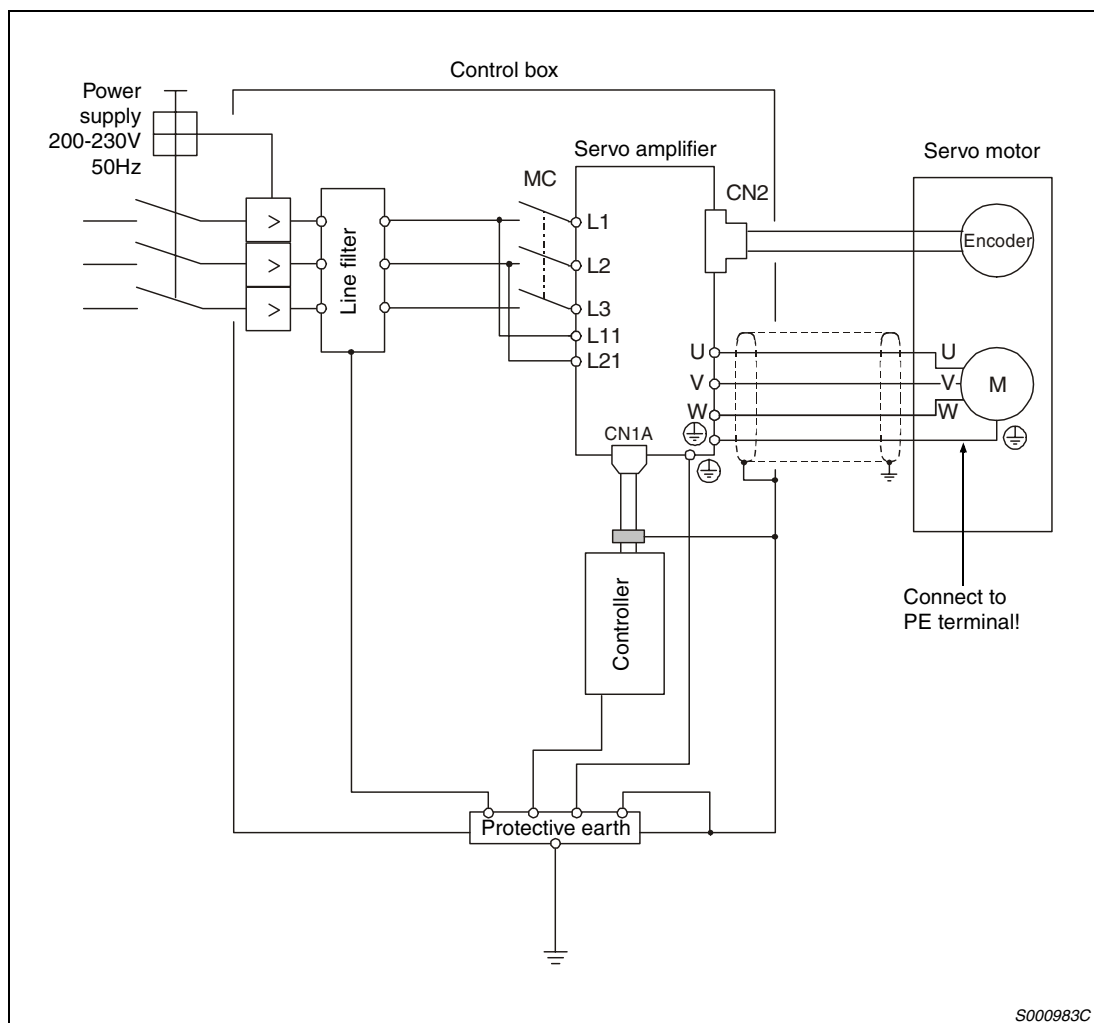 Control box
Power
supply
200-230V
50Hz
Servo amplifier
Servo motor
MC
CN2
>
>
>
Line filter
L1
L2
L3
L11
L21
Encoder
U
V
W
U
V
W
M
CN1A
Controller
Connect to
PE terminal!
Protective earth
S000983C